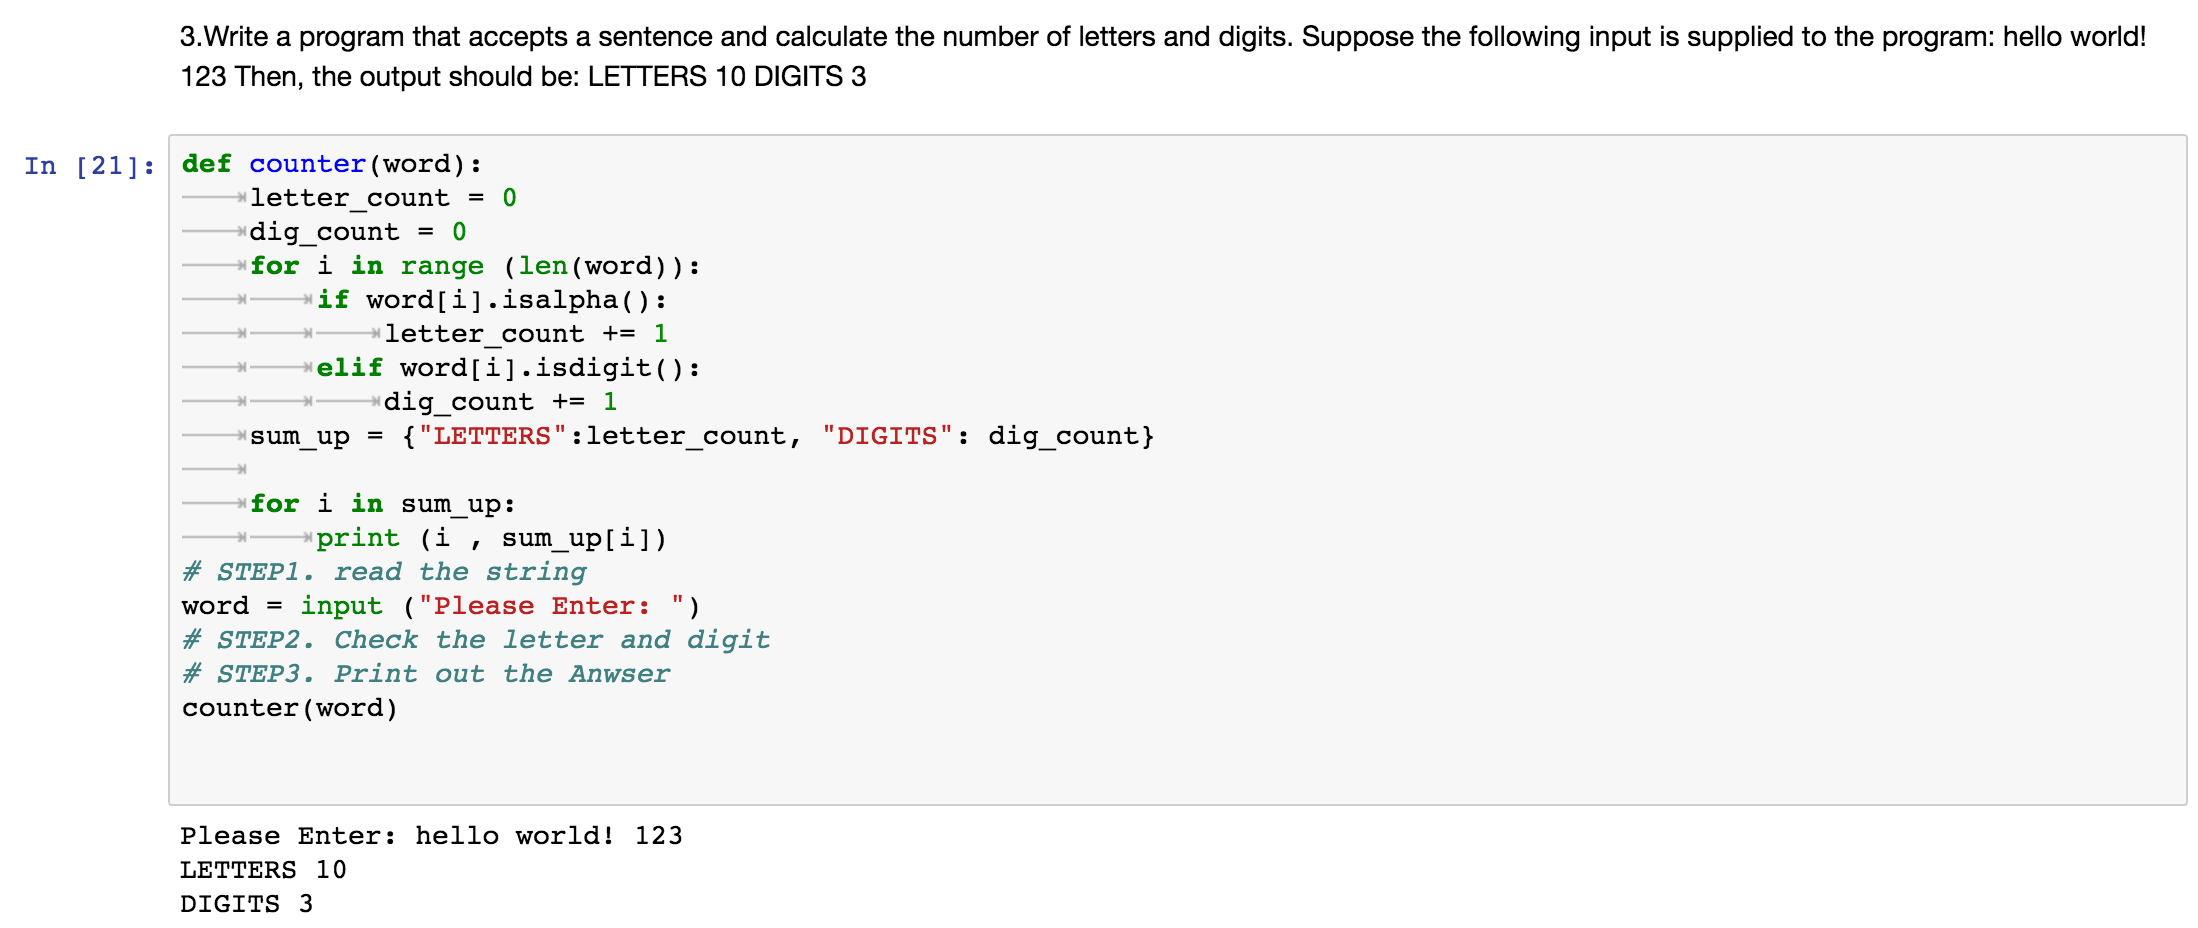 3.Write a program that accepts a sentence and calculate the number of letters and digits. Suppose the following input is supplied to the program: hello world!
123 Then, the output should be: LETTERS 10 DIGITS 3
In [21]: def counter(word):
letter_count = 0
dig_count = 0
for i in range (len(word)):
if word[i].isalpha():
letter_count += 1
elif word[i].isdigit():
dig_count += 1
sum_up = {"LETTERS":letter_count, "DIGITS": dig_count}
for i in sum_up:
print (i , sum_up[i])
# STEP1. read the string
word = input ("Please Enter: ")
# STEP2. Check the letter and digit
# STEP3. Print out the Anwser
counter(word)
Please Enter: hello world! 123
LETTERS 10
DIGITS 3